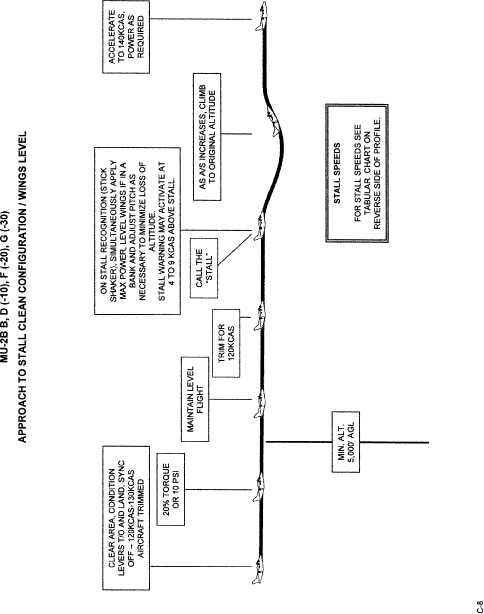 MU-2B B, D (-10), F (-20), G (-30)
APPROACH TO STALL CLEAN CONFIGURATION / WINGS LEVEL
CLEAR AREA, CONDITION
LEVERS T/O AND LAND, SYNC
OFF – 120KCAS-130KCAS
AIRCRAFT TRIMMED
20% TORQUE
OR 10 PSI
MAINTAIN LEVEL
FLIGHT
TRIM FOR
120KCAS
ON STALL RECOGNITION (STICK
SHAKER), SIMULTANEOUSLY APPLY
MAX POWER, LEVEL WINGS IF IN A
BANK AND ADJUST PITCH AS
NECESSARY TO MINIMIZE LOSS OF
ALTITUDE.
STALL WARNING MAY ACTIVATE AT
4 TO 9 KCAS ABOVE STALL.
CALL THE
"STALL"
AS A/S INCREASES, CLIMB
TO ORIGINAL ALTITUDE
ACCELERATE
TO 140KCAS,
POWER AS
REQUIRED
MIN. ALT.
5,000' AGL
STALL SPEEDS
FOR STALL SPEEDS SEE
TABULAR CHART ON
REVERSE SIDE OF PROFILE.
C-6